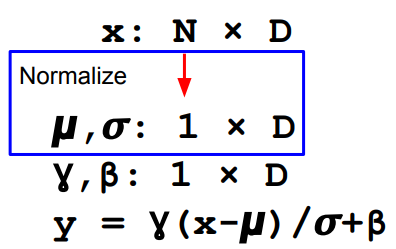 x: N × D
Normalize
μ,σ: 1 × D
γ,β: 1 × D
y = γ(x-μ)/σ+β